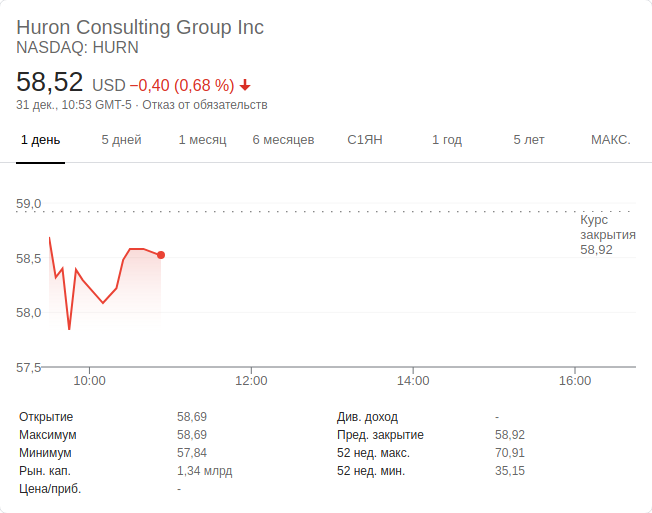 Huron Consulting Group Inc
NASDAQ: HURN
58,52 USD −0,40 (0,68 %)
31 дек., 10:53 GMT-5 · Отказ от обязательств
1 день 5 дней 1 месяц 6 месяцев С1ЯН 1 год 5 лет МАКС.
59,0
Курс
закрытия
58,92
58,5
58,0
57,5
10:00 12:00 14:00 16:00
Открытие 58,69 Див. доход -
Максимум 58,69 Пред. закрытие 58,92
Минимум 57,84 52 нед. макс. 70,91
Рын. кап. 1,34 млрд 52 нед. мин. 35,15
Цена/приб. -